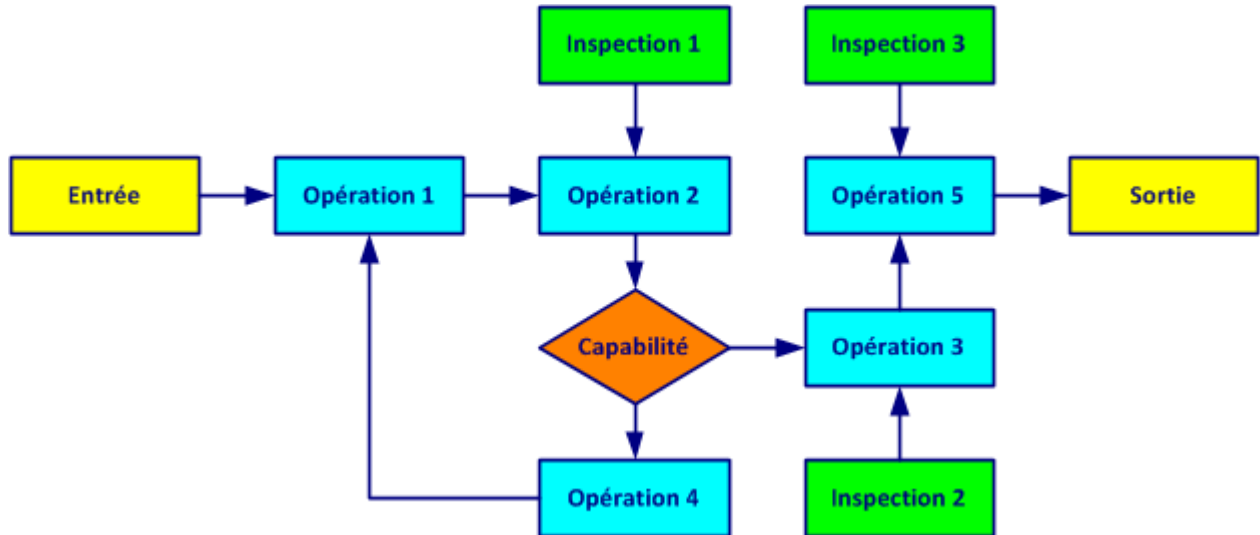 Inspection 1
Inspection 3
Entrée
Opération 1
Opération 2
Opération 5
Sortie
Capabilité
Opération 3
Opération 4
Inspection 2